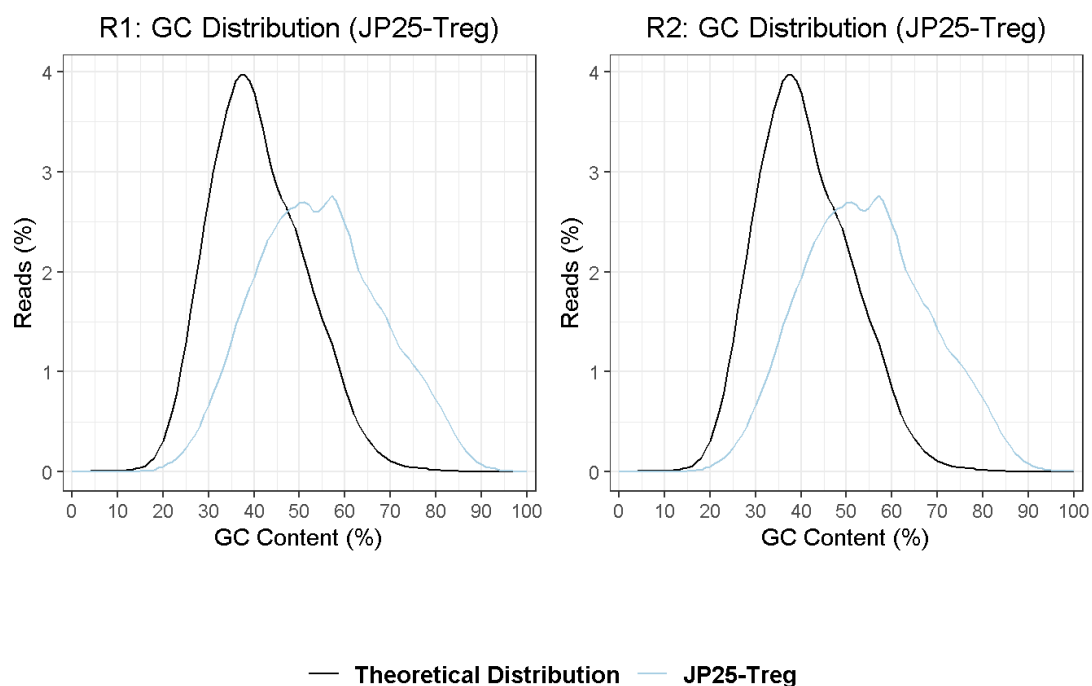 R1: GC Distribution (JP25-Treg)
R2: GC Distribution (JP25-Treg)
Reads (%)
4
3
2
1
0
0 10 20 30 40 50 60 70 80 90 100
GC Content (%)
Reads (%)
4
3
2
1
0
0 10 20 30 40 50 60 70 80 90 100
GC Content (%)
Theoretical Distribution JP25-Treg